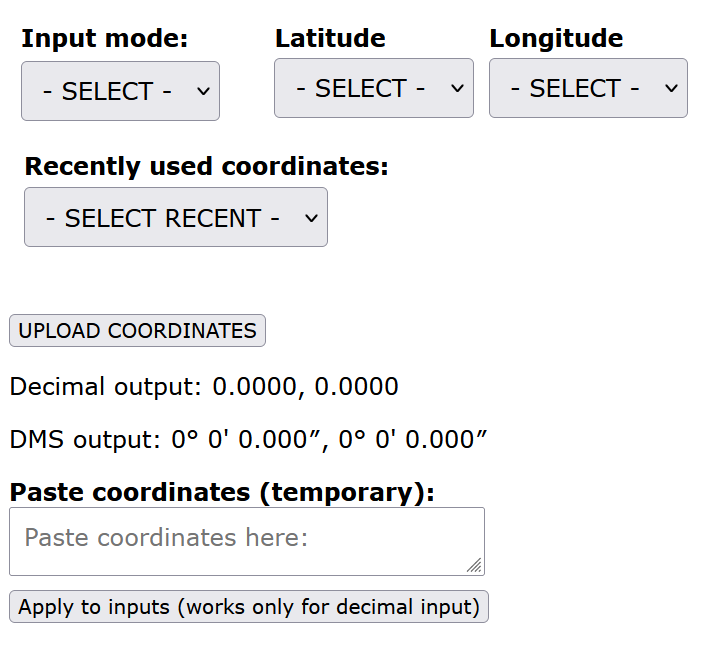 Input mode: Latitude Longitude
- SELECT - - SELECT - - SELECT -
Recently used coordinates:
- SELECT RECENT -
UPLOAD COORDINATES
Decimal output: 0.0000, 0.0000
DMS output: 0° 0' 0.000″, 0° 0' 0.000″
Paste coordinates (temporary):
Paste coordinates here:
Apply to inputs (works only for decimal input)